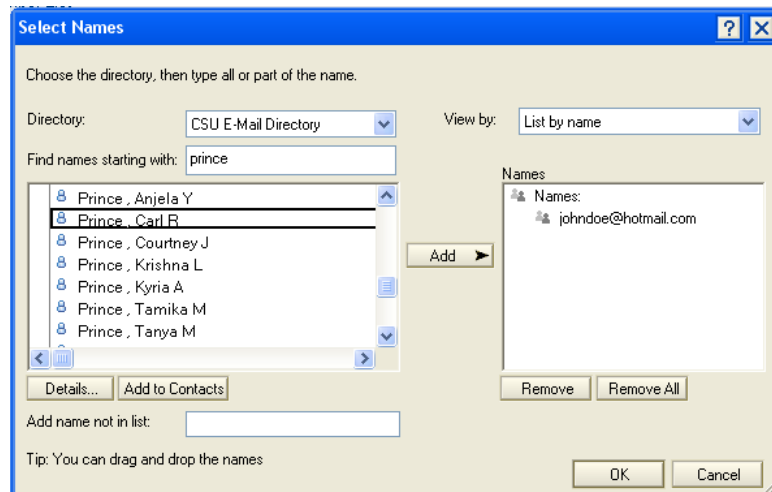 Select Names
Choose the directory, then type all or part of the name.
Directory: CSU E-Mail Directory
View by: List by name
Find names starting with: prince
Prince , Anjela Y
Prince , Carl R
Prince , Courtney J
Prince , Krishna L
Prince , Kyria A
Prince , Tamika M
Prince , Tanya M
Add
Names
Names:
johndoe@hotmail.com
Details... Add to Contacts
Remove Remove All
Add name not in list:
Tip: You can drag and drop the names
OK Cancel